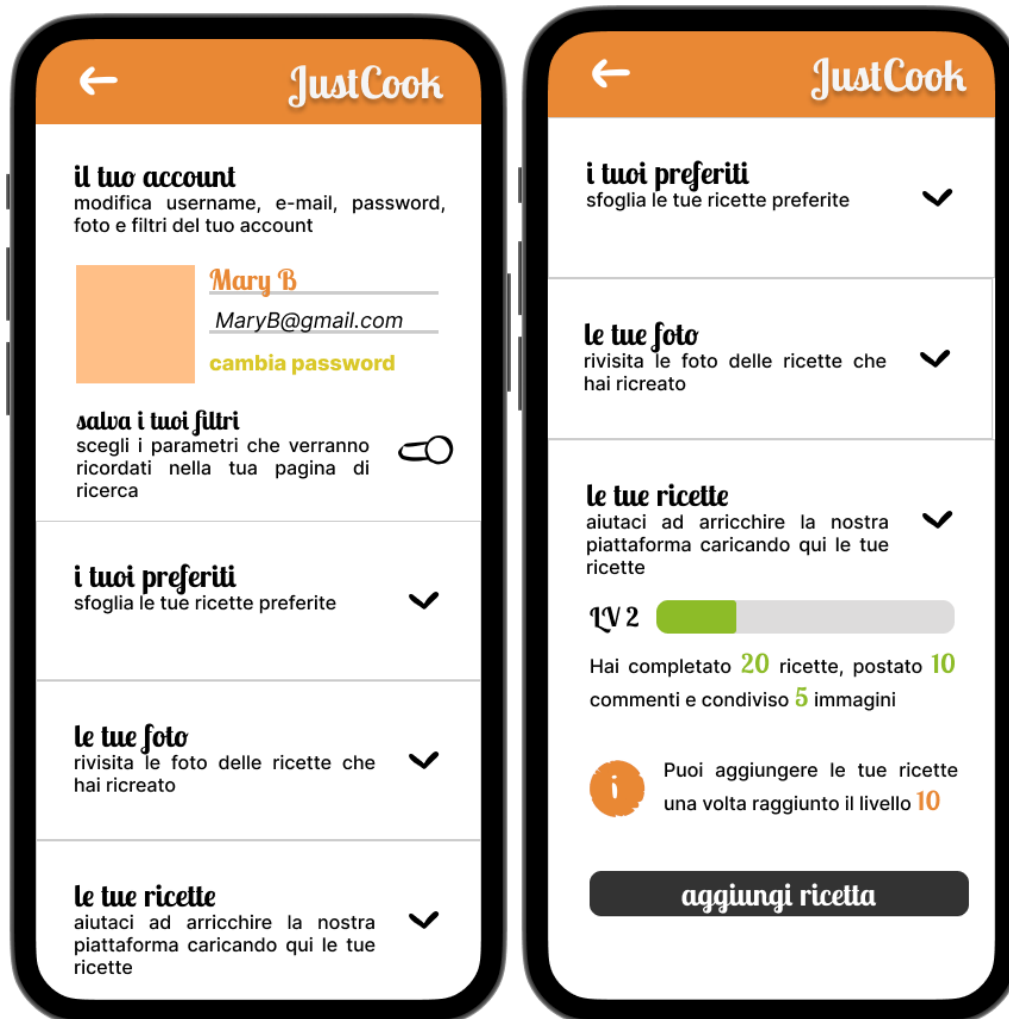 JustCook
il tuo account
modifica username, e-mail, password,
foto e filtri del tuo account
Mary B
MaryB@gmail.com
cambia password
salva i tuoi filtri
scegli i parametri che verranno
ricordati nella tua pagina di
ricerca
i tuoi preferiti
sfoglia le tue ricette preferite
le tue foto
rivisita le foto delle ricette che
hai ricreato
le tue ricette
aiutaci ad arricchire la nostra
piattaforma caricando qui le tue
ricette
JustCook
i tuoi preferiti
sfoglia le tue ricette preferite
le tue foto
rivisita le foto delle ricette che
hai ricreato
le tue ricette
aiutaci ad arricchire la nostra
piattaforma caricando qui le tue
ricette
LV 2
Hai completato 20 ricette, postato 10
commenti e condiviso 5 immagini
i
Puoi aggiungere le tue ricette
una volta raggiunto il livello 10
aggiungi ricetta